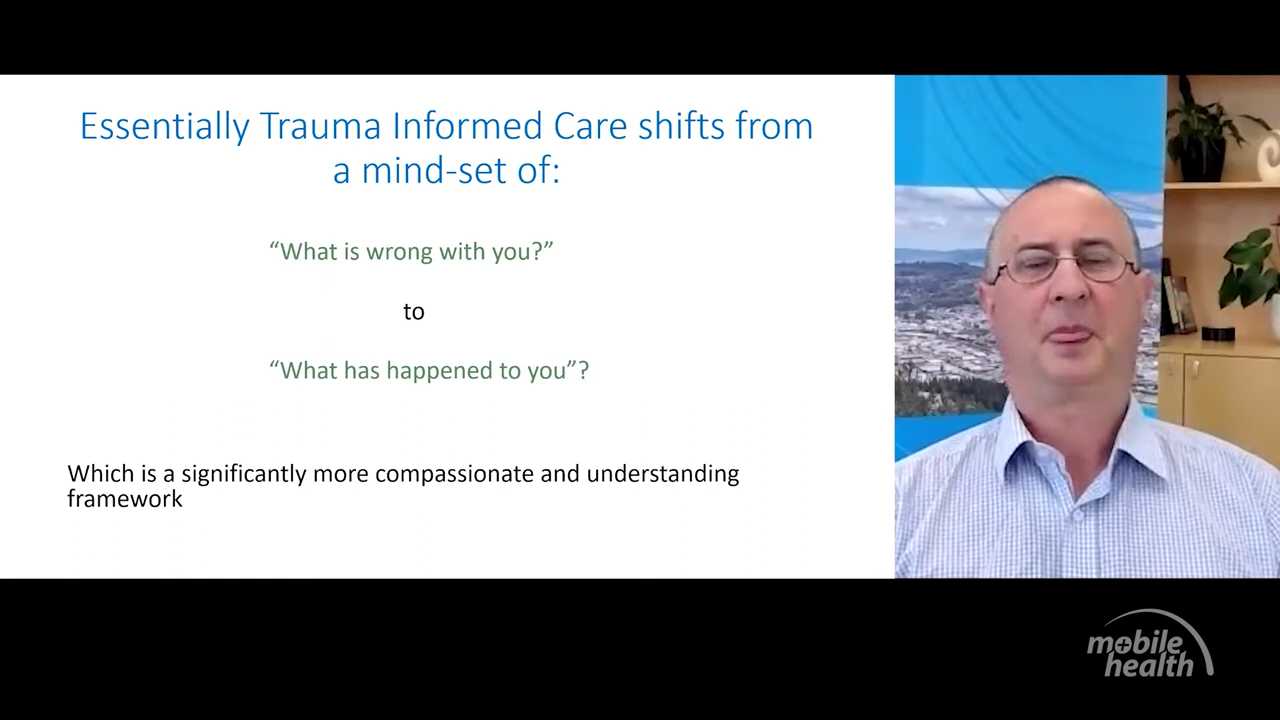 Essentially Trauma Informed Care shifts from
a mind-set of:
“What is wrong with you?”
to
“What has happened to you”?
Which is a significantly more compassionate and understanding
framework
mobile
health